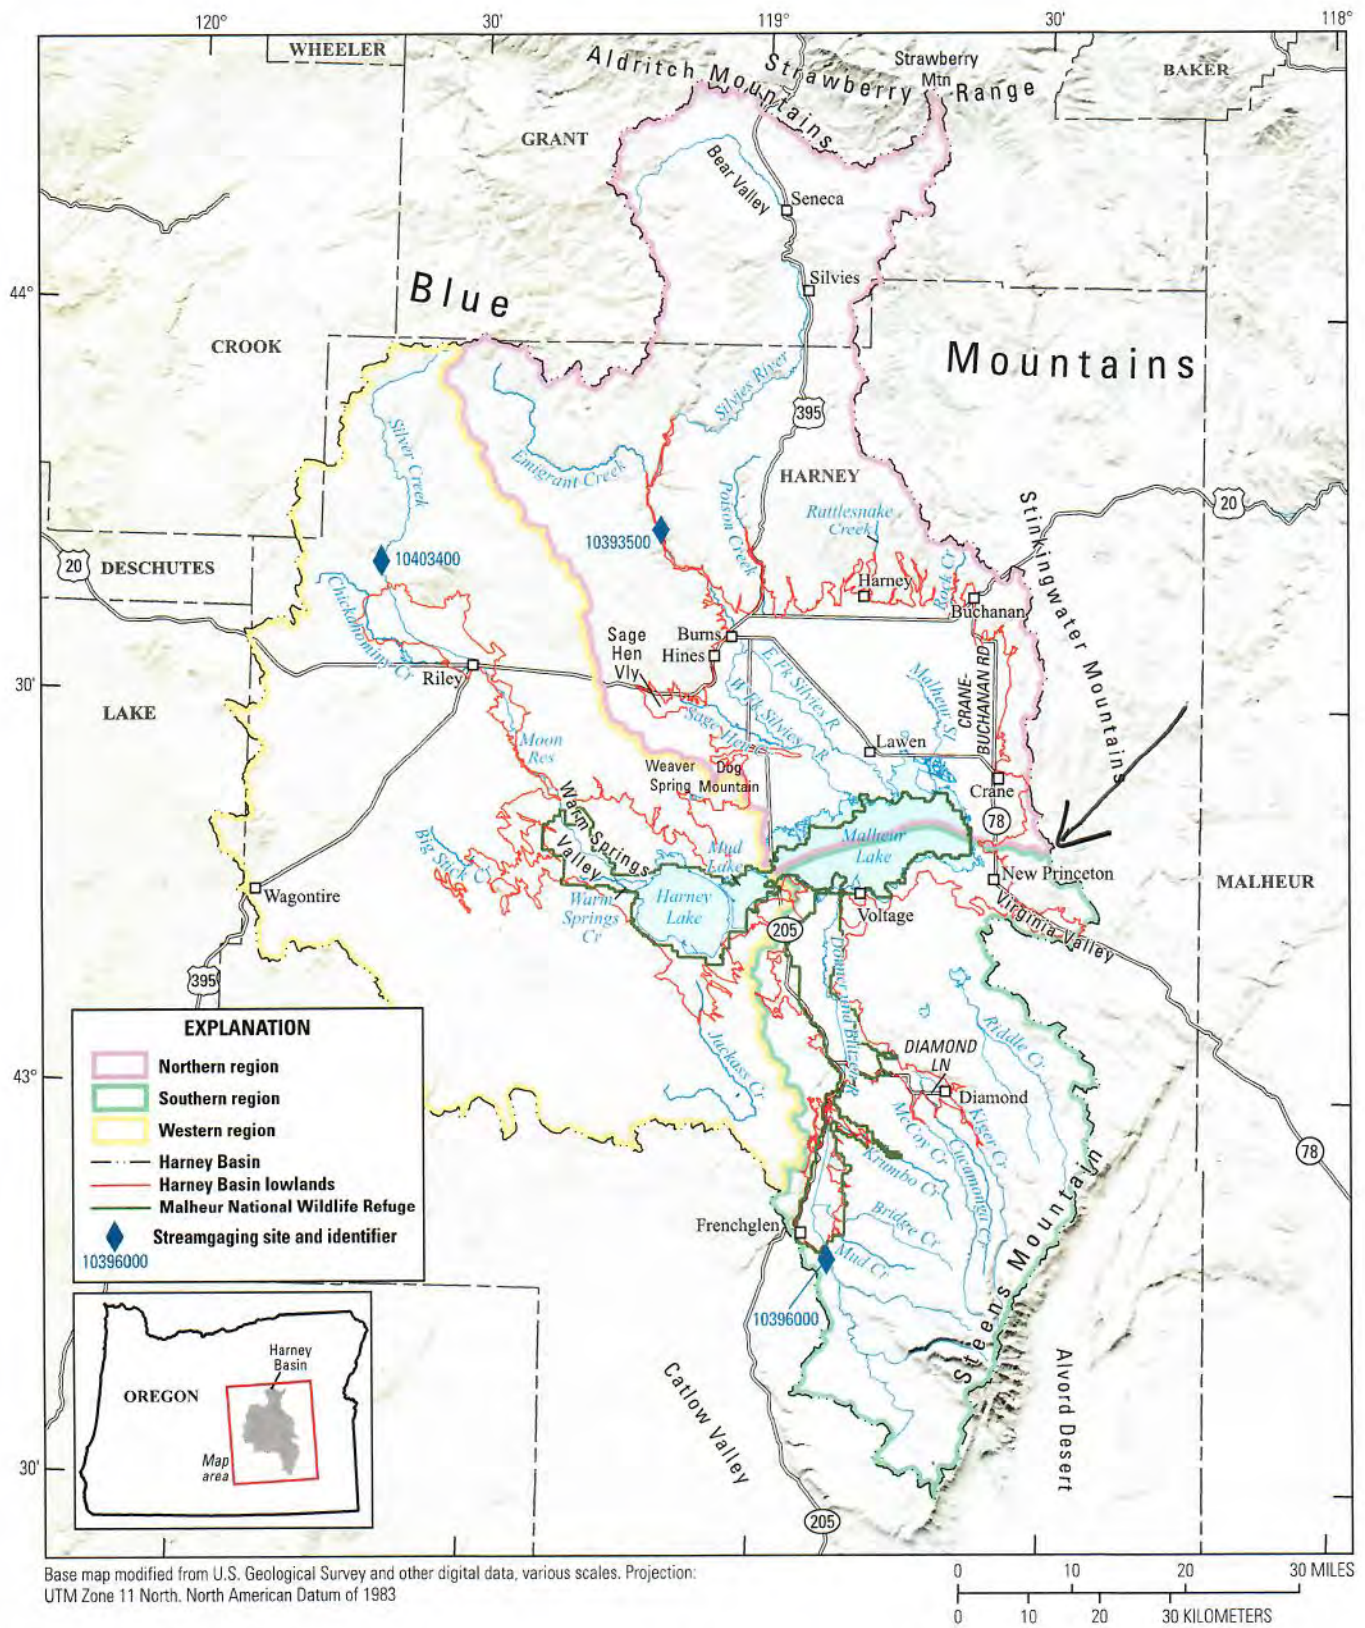 120°
30'
119°
30'
118°
WHEELER
Aldritch Mountains
Strawberry Range
Strawberry
Mtn
BAKER
GRANT
Bear Valley
Seneca
Silvies
44°
Blue
Mountains
CROOK
Silvies River
395
Silver Creek
Emigrant Creek
Poison Creek
HARNEY
Rattlesnake
Creek
Stinkingwater Mountains
20
10393500
10403400
20
DESCHUTES
Chickahominy Cr
Harney
Rock Cr
Buchanan
Sage
Hen
Vly
Burns
Hines
E Fk Silvies R
W Fk Silvies R
Malheur Sl
CRANE-
BUCHANAN RD
30'
Riley
LAKE
Sage Hen Cr
Lawen
Moon
Res
Weaver
Spring
Dog
Mountain
Crane
78
Warm Springs
Valley
Mud
Lake
Malheur
Lake
Big Stick Cr
New Princeton
MALHEUR
Wagontire
Warm
Springs
Cr
Harney
Lake
Voltage
Virginia Valley
205
395
Donner und Blitzen R
Riddle Cr
EXPLANATION
Northern region
Southern region
Western region
Harney Basin
Harney Basin lowlands
Malheur National Wildlife Refuge
Streamgaging site and identifier
10396000
Jackass Cr
DIAMOND
LN
43°
Diamond
McCoy Cr
Kiger Cr
Cucamonga Cr
Krumbo Cr
78
Bridge Cr
Frenchglen
Mud Cr
Steens Mountain
10396000
Harney
Basin
OREGON
Map
area
Catlow Valley
Alvord Desert
30'
205
Base map modified from U.S. Geological Survey and other digital data, various scales. Projection:
UTM Zone 11 North. North American Datum of 1983
0 10 20 30 MILES
0 10 20 30 KILOMETERS